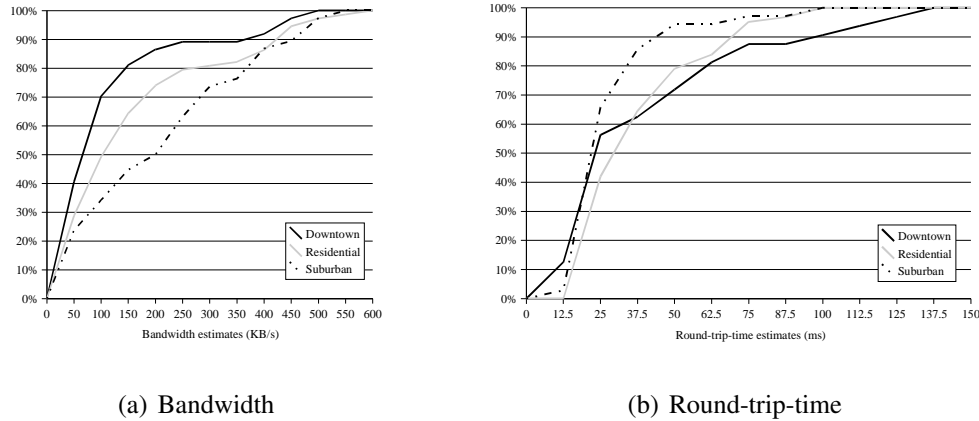 100%
90%
80%
70%
60%
50%
40%
30%
20%
10%
0%
0 50 100 150 200 250 300 350 400 450 500 550 600
Bandwidth estimates (KB/s)
Downtown
Residential
Suburban
(a) Bandwidth
100%
90%
80%
70%
60%
50%
40%
30%
20%
10%
0%
0 12.5 25 37.5 50 62.5 75 87.5 100 112.5 125 137.5 150
Round-trip-time estimates (ms)
Downtown
Residential
Suburban
(b) Round-trip-time